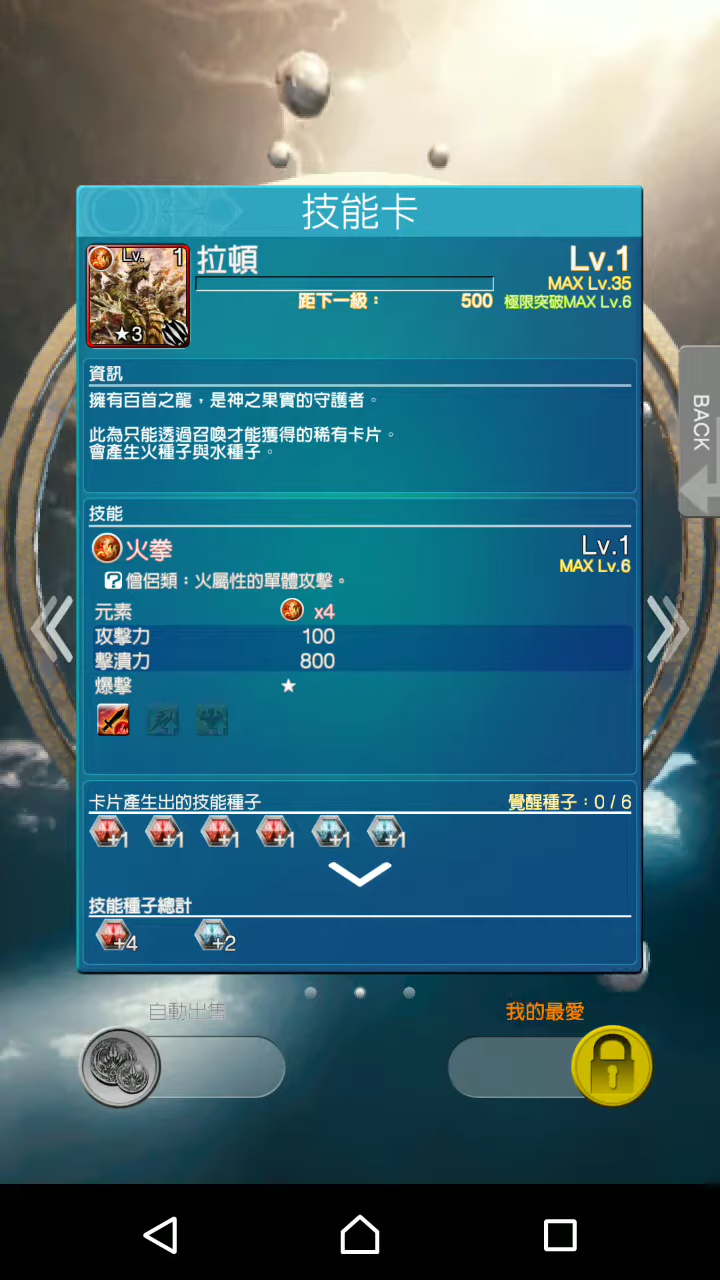 技能卡
Lv. 1
★3
拉頓
Lv.1
MAX Lv.35
距下一級： 500 極限突破MAX Lv.6
資訊
擁有百首之龍，是神之果實的守護者。
此為只能透過召喚才能獲得的稀有卡片。
會產生火種子與水種子。
BACK
技能
火拳
Lv.1
MAX Lv.6
?僧侶類：火屬性的單體攻擊。
元素 x4
攻擊力 100
擊潰力 800
爆擊 ★
卡片產生出的技能種子 覺醒種子：0 / 6
+1 +1 +1 +1 +1 +1
技能種子總計
+4 +2
自動出售 我的最愛